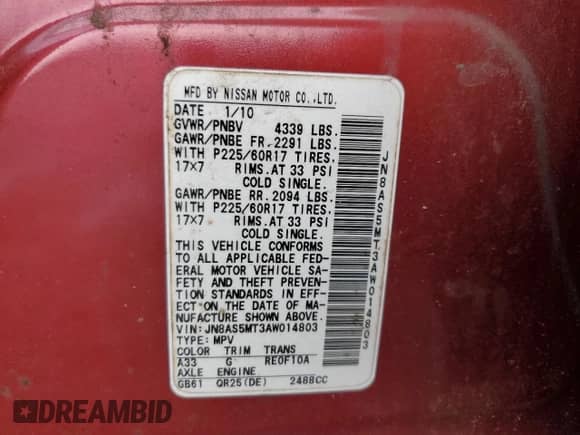 MFD BY NISSAN MOTOR CO.,LTD.
DATE 1/10
GVWR/PNBV 4339 LBS.
GAWR/PNBE FR.2291 LBS.
WITH P225/60R17 TIRES.
17x7 RIMS.AT 33 PSI
COLD SINGLE.
GAWR/PNBE RR.2094 LBS.
WITH P225/60R17 TIRES.
17x7 RIMS.AT 33 PSI
COLD SINGLE.
THIS VEHICLE CONFORMS
TO ALL APPLICABLE FED-
ERAL MOTOR VEHICLE SA-
FETY AND THEFT PREVEN-
TION STANDARDS IN EFF-
ECT ON THE DATE OF MA-
NUFACTURE SHOWN ABOVE.
VIN:JN8AS5MT3AW014803
TYPE:MPV
COLOR TRIM TRANS
A33 G RE0F10A
AXLE ENGINE
GB61 QR25(DE) 2488CC
JN8AS5MT3AW014803
DREAMBID